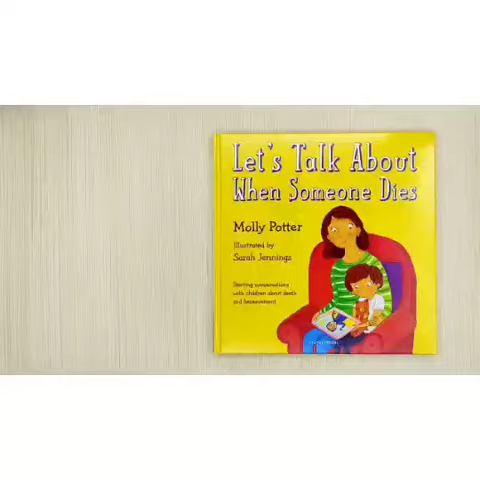 Let's Talk About
When Someone Dies
Molly Potter
Illustrated by
Sarah Jennings
Starting conversations
with children about death
and bereavement